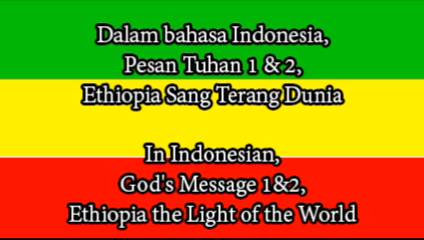 Dalam bahasa Indonesia,
Pesan Tuhan 1 & 2,
Ethiopia Sang Terang Dunia
In Indonesian,
God's Message 1&2,
Ethiopia the Light of the World